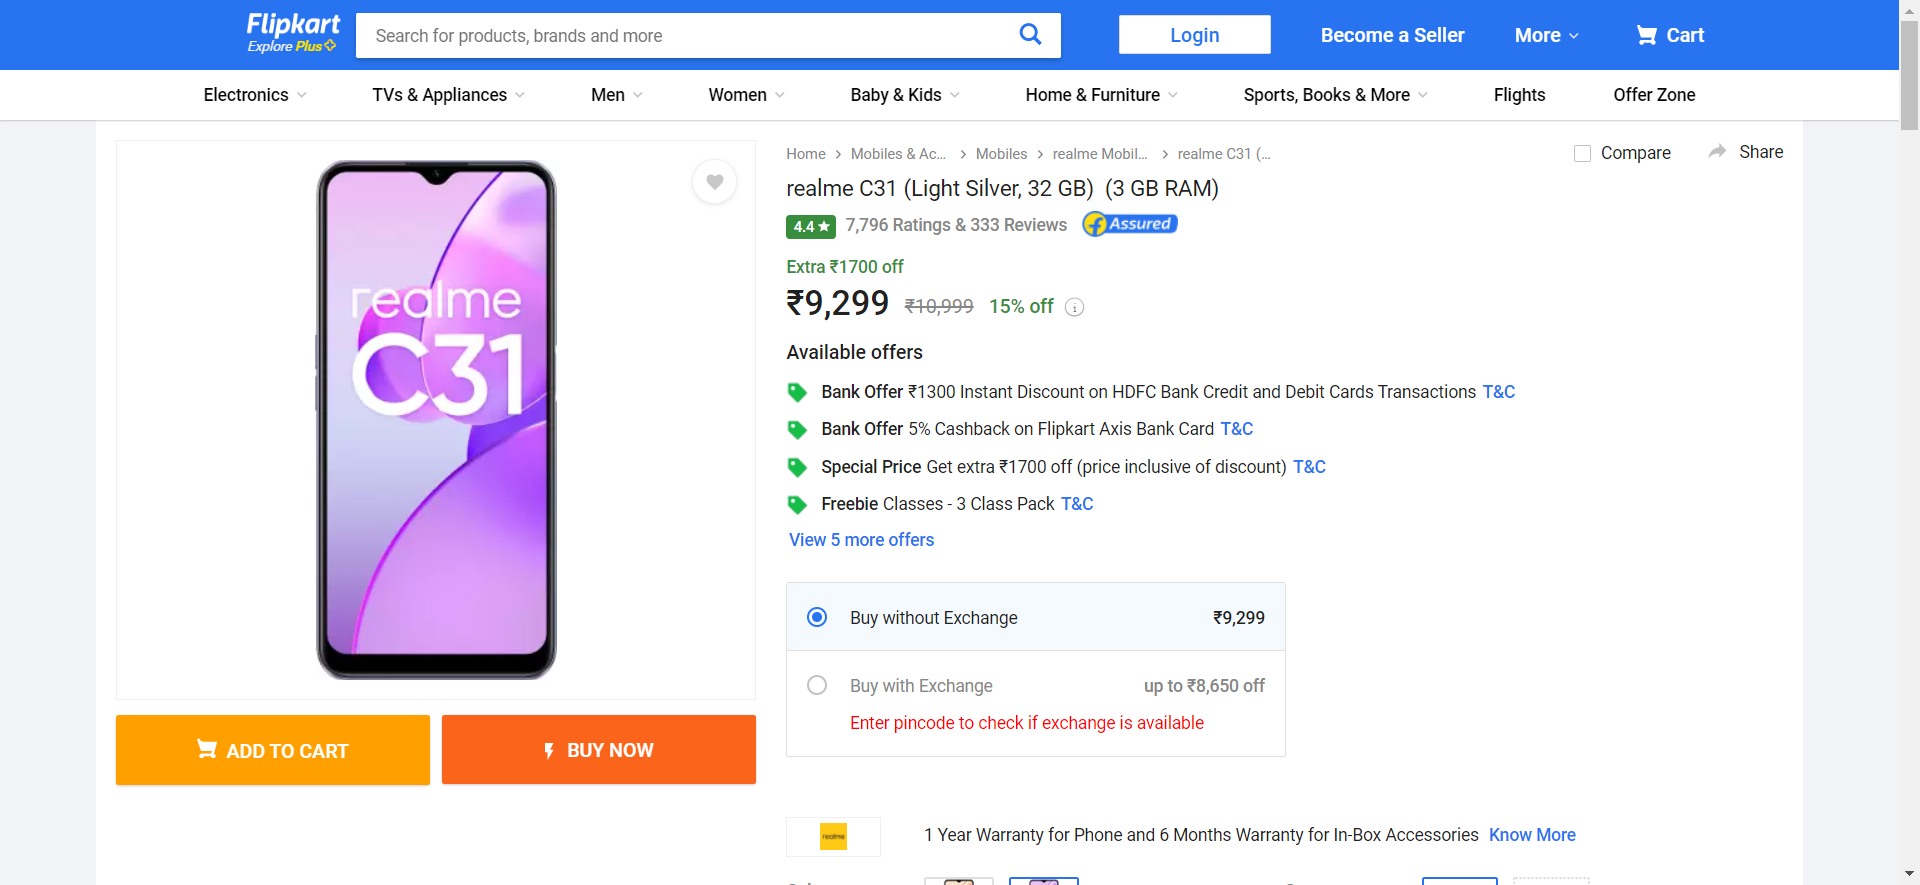 Flipkart
Explore Plus
Search for products, brands and more
Login
Become a Seller
More
Cart
Electronics
TVs & Appliances
Men
Women
Baby & Kids
Home & Furniture
Sports, Books & More
Flights
Offer Zone
realme
C31
ADD TO CART
BUY NOW
Home
Mobiles & Ac...
Mobiles
realme Mobil...
realme C31 (...
Compare
Share
realme C31 (Light Silver, 32 GB) (3 GB RAM)
4.4 ★ 7,796 Ratings & 333 Reviews Assured
Extra ₹1700 off
₹9,299 ₹10,999 15% off
Available offers
Bank Offer ₹1300 Instant Discount on HDFC Bank Credit and Debit Cards Transactions T&C
Bank Offer 5% Cashback on Flipkart Axis Bank Card T&C
Special Price Get extra ₹1700 off (price inclusive of discount) T&C
Freebie Classes - 3 Class Pack T&C
View 5 more offers
Buy without Exchange ₹9,299
Buy with Exchange up to ₹8,650 off
Enter pincode to check if exchange is available
realme
1 Year Warranty for Phone and 6 Months Warranty for In-Box Accessories Know More